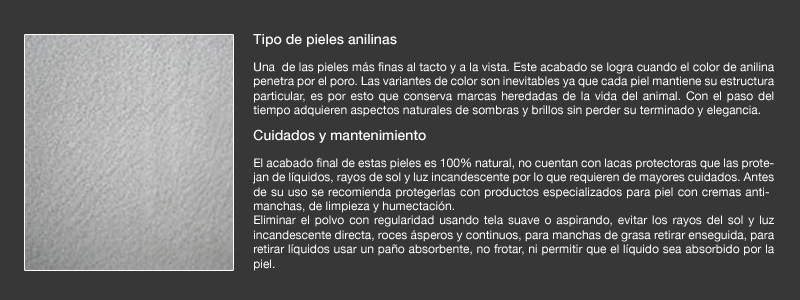 Tipo de pieles anilinas
Una de las pieles más finas al tacto y a la vista. Este acabado se logra cuando el color de anilina
penetra por el poro. Las variantes de color son inevitables ya que cada piel mantiene su estructura
particular, es por esto que conserva marcas heredadas de la vida del animal. Con el paso del
tiempo adquieren aspectos naturales de sombras y brillos sin perder su terminado y elegancia.
Cuidados y mantenimiento
El acabado final de estas pieles es 100% natural, no cuentan con lacas protectoras que las prote-
jan de líquidos, rayos de sol y luz incandescente por lo que requieren de mayores cuidados. Antes
de su uso se recomienda protegerlas con productos especializados para piel con cremas anti-
manchas, de limpieza y humectación.
Eliminar el polvo con regularidad usando tela suave o aspirando, evitar los rayos del sol y luz
incandescente directa, roces ásperos y continuos, para manchas de grasa retirar enseguida, para
retirar líquidos usar un paño absorbente, no frotar, ni permitir que el líquido sea absorbido por la
piel.